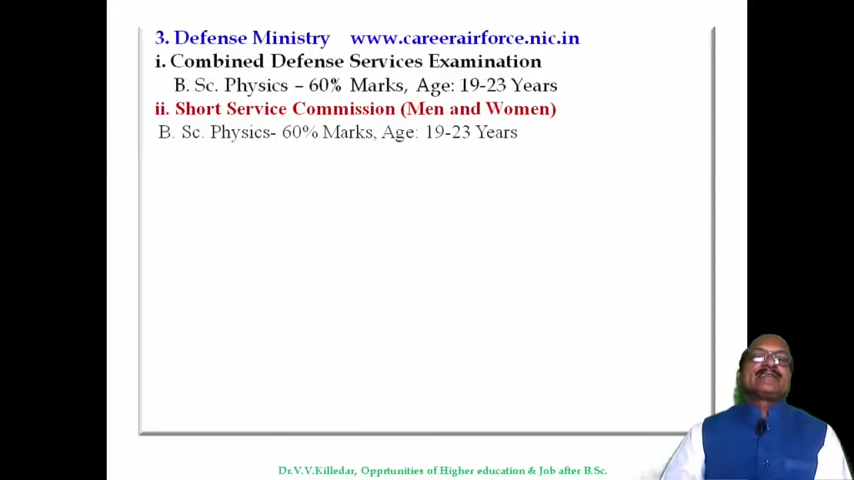 3. Defense Ministry www.careerairforce.nic.in
i. Combined Defense Services Examination
B. Sc. Physics – 60% Marks, Age: 19-23 Years
ii. Short Service Commission (Men and Women)
B. Sc. Physics- 60% Marks, Age: 19-23 Years
Dr.V.V.Killedar, Opprtunities of Higher education & Job after B.Sc.